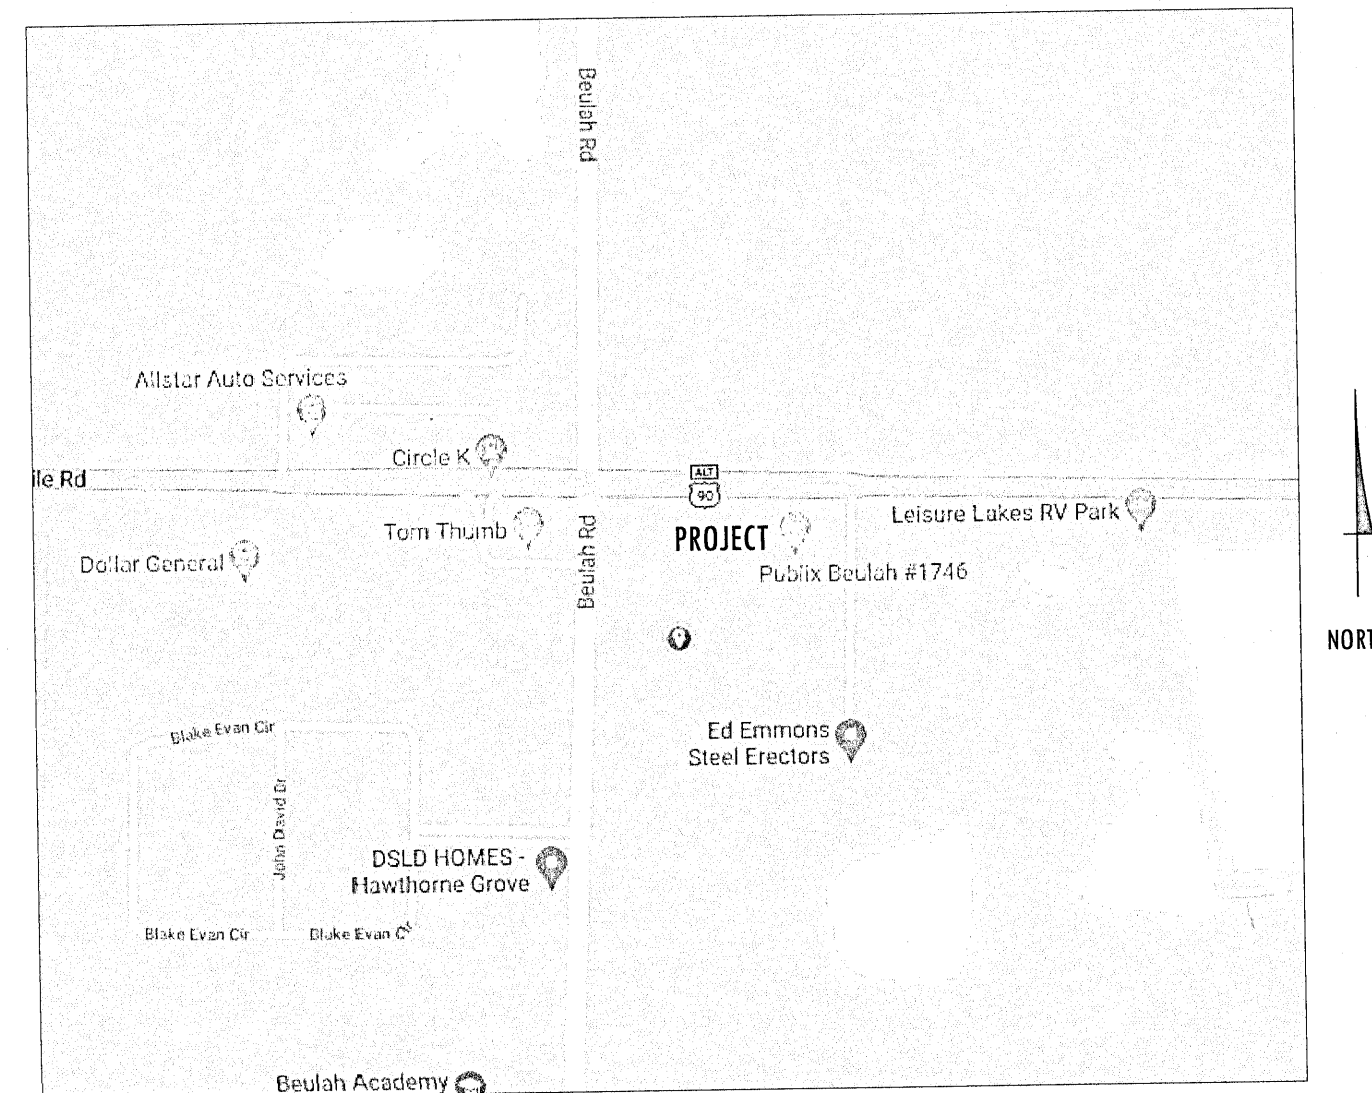 Beulah Rd
Allstar Auto Services
Circle K
ile Rd
ALT
90
Leisure Lakes RV Park
Tom Thumb
Beulah Rd
PROJECT
Dollar General
Publix Beulah #1746
NORT
Blake Evan Cir
Ed Emmons
Steel Erectors
John David Dr
DSLD HOMES -
Hawthorne Grove
Blake Evan Cir
Blake Evan C
Beulah Academy